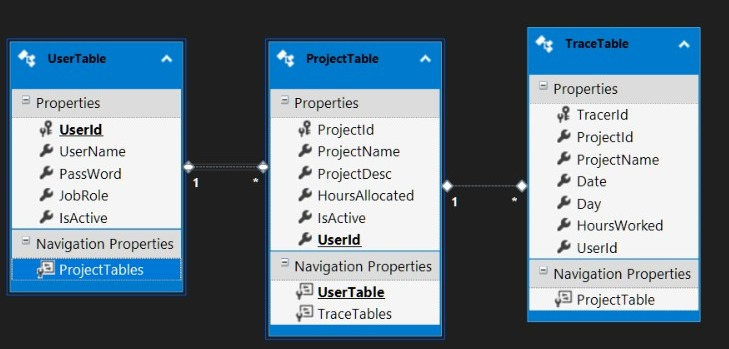 UserTable
Properties
UserId
UserName
PassWord
JobRole
IsActive
Navigation Properties
ProjectTables
1
*
ProjectTable
Properties
ProjectId
ProjectName
ProjectDesc
HoursAllocated
IsActive
UserId
Navigation Properties
UserTable
TraceTables
1
*
TraceTable
Properties
TracerId
ProjectId
ProjectName
Date
Day
HoursWorked
UserId
Navigation Properties
ProjectTable